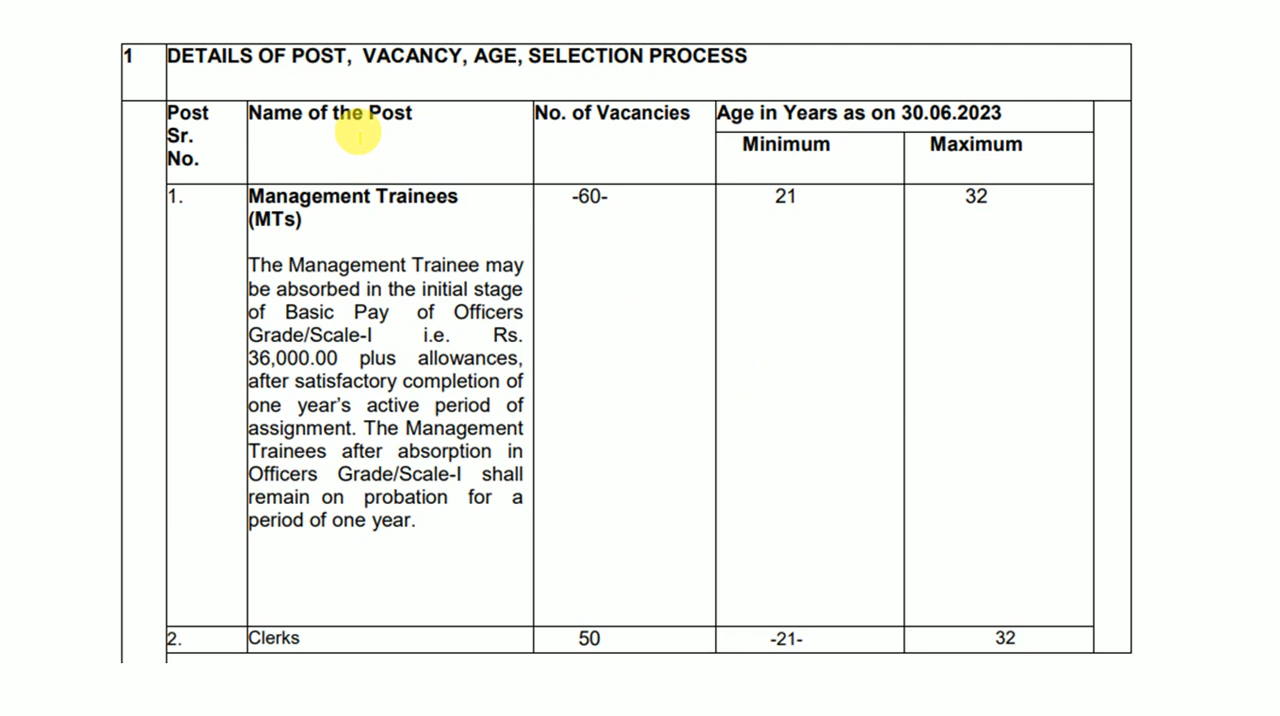 1 DETAILS OF POST, VACANCY, AGE, SELECTION PROCESS
Post Sr. No. Name of the Post No. of Vacancies Age in Years as on 30.06.2023
Minimum Maximum
1. Management Trainees -60- 21 32
(MTs)
The Management Trainee may
be absorbed in the initial stage
of Basic Pay of Officers
Grade/Scale-I i.e. Rs.
36,000.00 plus allowances,
after satisfactory completion of
one year’s active period of
assignment. The Management
Trainees after absorption in
Officers Grade/Scale-I shall
remain on probation for a
period of one year.
2. Clerks 50 -21- 32